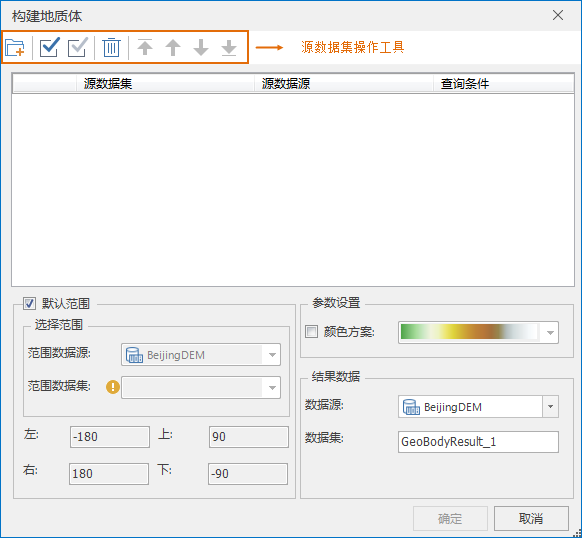 构建地质体
源数据集操作工具
源数据集 源数据源 查询条件
默认范围
选择范围
范围数据源: BeijingDEM
范围数据集:
左: -180 上: 90
右: 180 下: -90
参数设置
颜色方案:
结果数据
数据源: BeijingDEM
数据集: GeoBodyResult_1
确定 取消